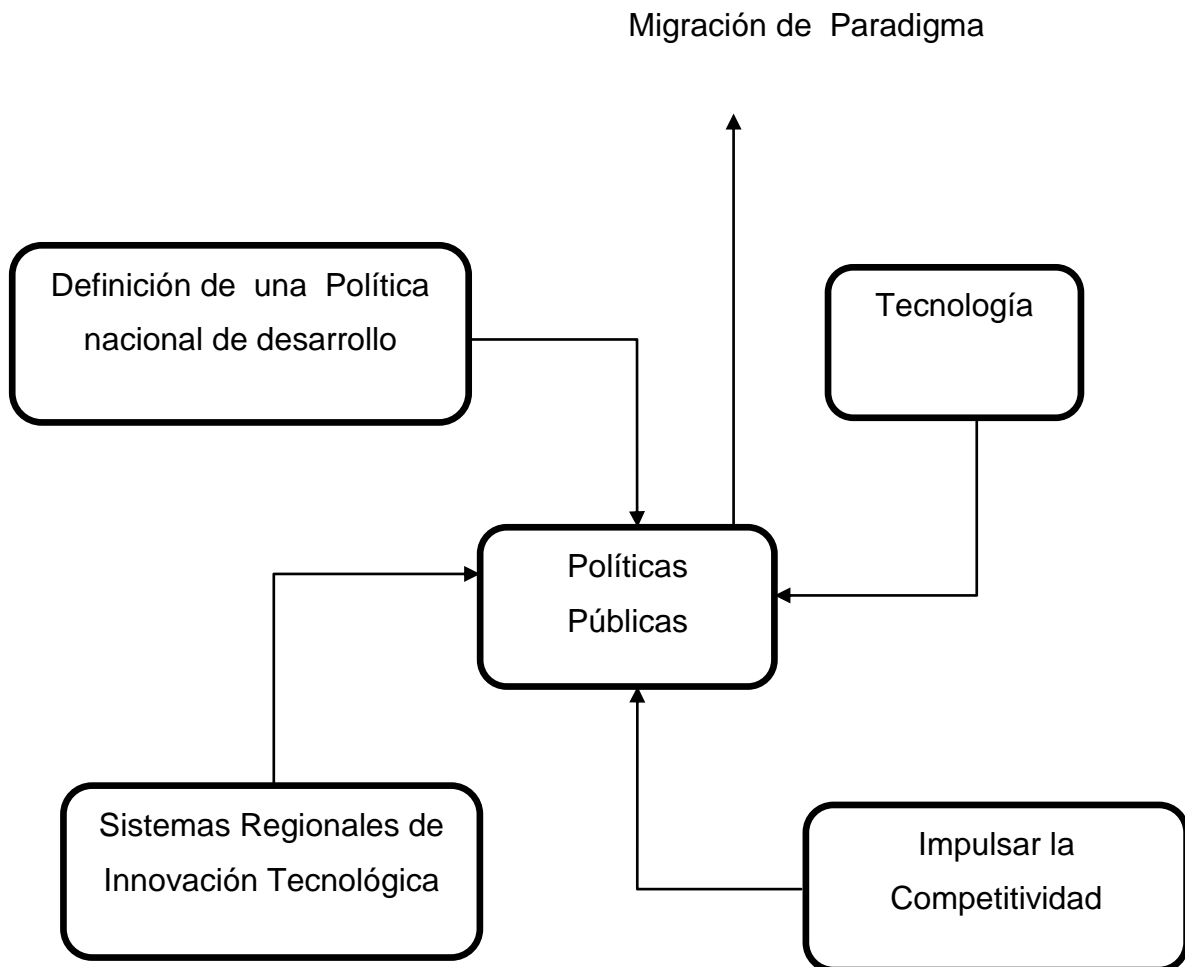 Migración de Paradigma
Definición de una Política
nacional de desarrollo
Tecnología
Políticas
Públicas
Sistemas Regionales de
Innovación Tecnológica
Impulsar la
Competitividad